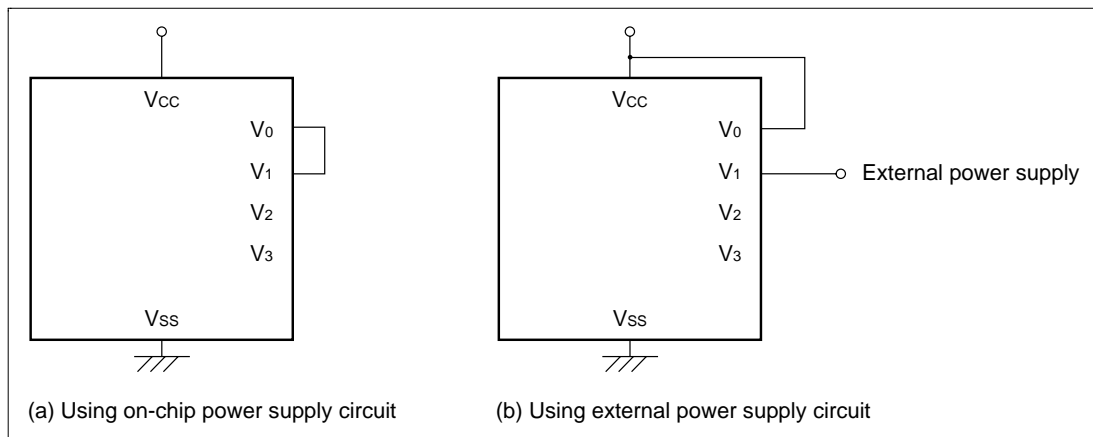 VCC
V0
V1
V2
V3
VSS
(a) Using on-chip power supply circuit
VCC
V0
V1
External power supply
V2
V3
VSS
(b) Using external power supply circuit